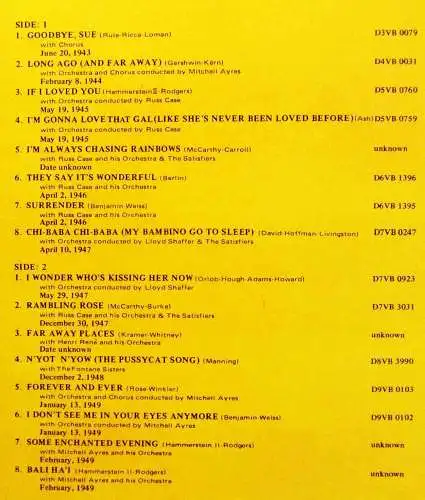 SIDE: 1
1. GOODBYE, SUE (Rule-Ricca-Loman) D3VB 0079
with Chorus
June 20, 1943
2. LONG AGO (AND FAR AWAY) (Gershwin-Kern) D4VB 0031
with Orchestra and Chorus conducted by Mitchell Ayres
February 8, 1944
3. IF I LOVED YOU (Hammerstein II-Rodgers) D5VB 0760
with Orchestra conducted by Russ Case
May 19, 1945
4. I'M GONNA LOVE THAT GAL (LIKE SHE'S NEVER BEEN LOVED BEFORE) (Ash) D5VB 0759
with Orchestra conducted by Russ Case
May 19, 1945
5. I'M ALWAYS CHASING RAINBOWS (McCarthy-Carroll) unknown
with Russ Case and his Orchestra & The Satisfiers
Date unknown
6. THEY SAY IT'S WONDERFUL (Berlin) D6VB 1396
with Russ Case and his Orchestra
April 2, 1946
7. SURRENDER (Benjamin-Weiss) D6VB 1395
with Russ Case and his Orchestra
April 2, 1946
8. CHI-BABA CHI-BABA (MY BAMBINO GO TO SLEEP) (David-Hoffman-Livingston) D7VB 0247
with Orchestra conducted by Lloyd Shaffer & The Satisfiers
April 10, 1947
SIDE: 2
1. I WONDER WHO'S KISSING HER NOW (Orlob-Hough-Adams-Howard) D7VB 0923
with Orchestra conducted by Lloyd Shaffer
May 29, 1947
2. RAMBLING ROSE (McCarthy-Burke) D7VB 3031
with Russ Case and his Orchestra & The Satisfiers
December 30, 1947
3. FAR AWAY PLACES (Kramer-Whitney) unknown
with Henri René and his Orchestra
Date unknown
4. N'YOT N'YOW (THE PUSSYCAT SONG) (Manning) D8VB 3990
with The Fontane Sisters
December 2, 1948
5. FOREVER AND EVER (Rose-Winkler) D9VB 0103
with Orchestra and Chorus conducted by Mitchell Ayres
January 13, 1949
6. I DON'T SEE ME IN YOUR EYES ANYMORE (Benjamin-Weiss) D9VB 0102
with Orchestra conducted by Mitchell Ayres
January 13, 1949
7. SOME ENCHANTED EVENING (Hammerstein II-Rodgers) unknown
with Mitchell Ayres and his Orchestra
February, 1949
8. BALI HA'I (Hammerstein II-Rodgers) unknown
with Mitchell Ayres and his Orchestra
February, 1949